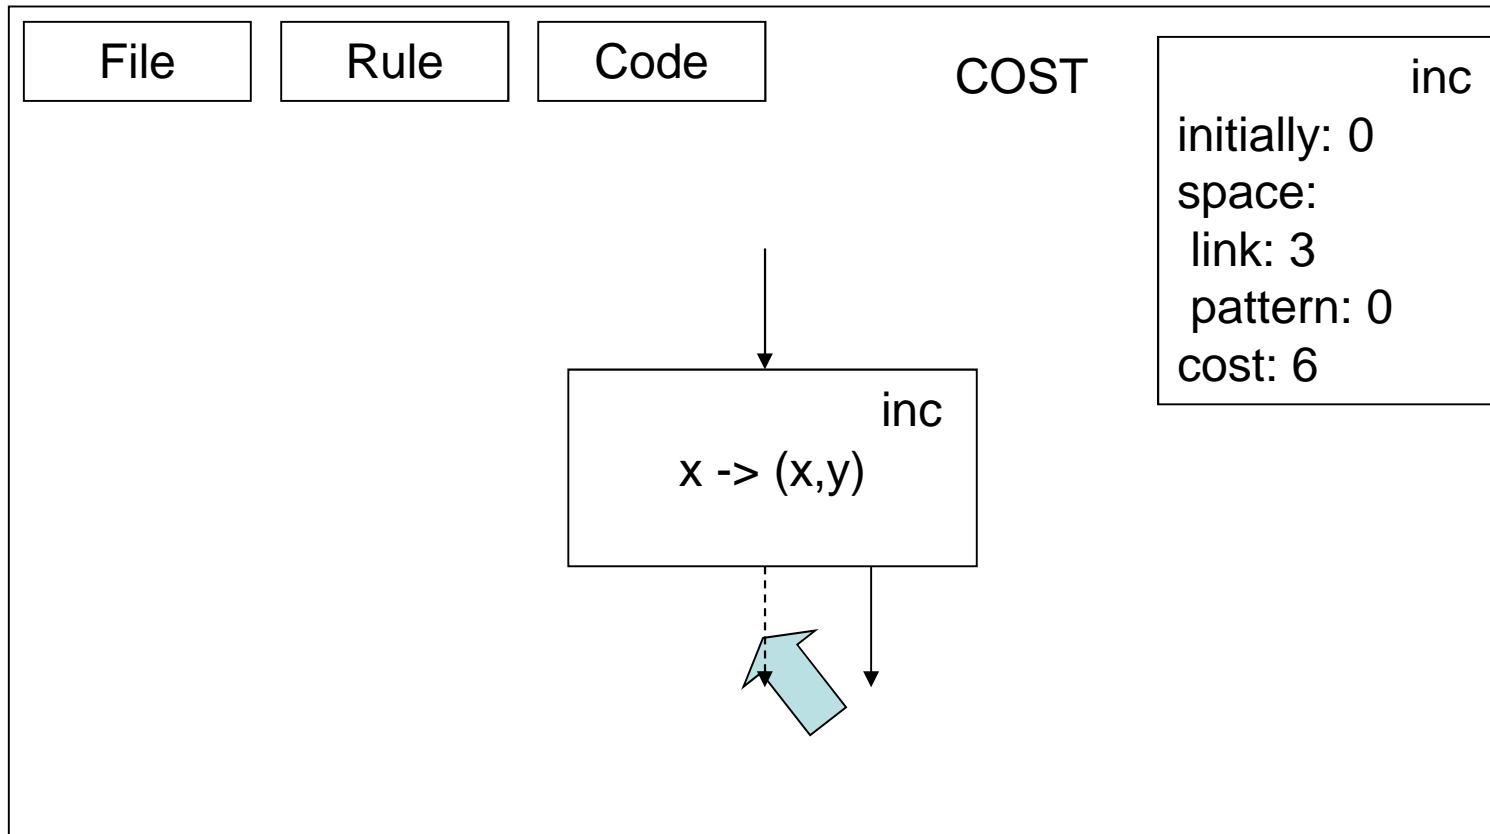 File
Rule
Code
COST
inc
initially: 0
space:
link: 3
pattern: 0
cost: 6
inc
x -> (x,y)